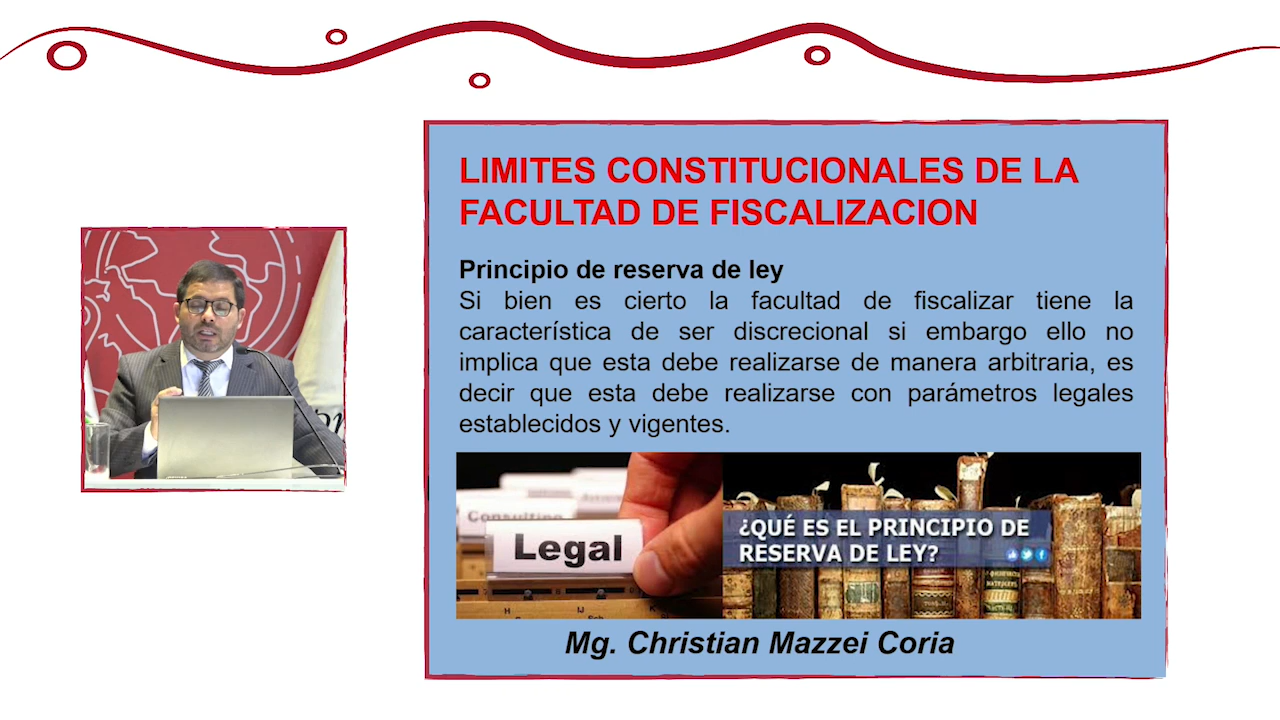 LIMITES CONSTITUCIONALES DE LA
FACULTAD DE FISCALIZACION
Principio de reserva de ley
Si bien es cierto la facultad de fiscalizar tiene la
característica de ser discrecional si embargo ello no
implica que esta debe realizarse de manera arbitraria, es
decir que esta debe realizarse con parámetros legales
establecidos y vigentes.
Consulting
Legal
H IJ K
¿QUÉ ES EL PRINCIPIO DE
RESERVA DE LEY?
Mg. Christian Mazzei Coria